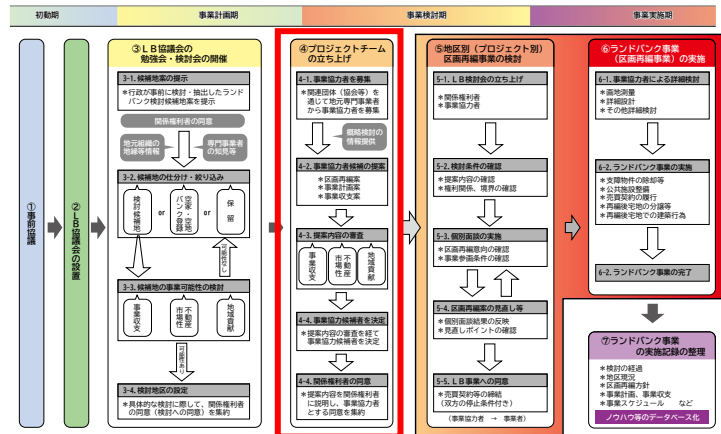 初動期
事業計画期
事業検討期
事業実施期
①事前協議
②LB協議会の設置
③LB協議会の
勉強会・検討会の開催
3-1. 候補地案の提示
＊行政が事前に検討・抽出したランド
バンク検討候補地案を提示
関係権利者の同意
地元組織の
地縁等情報
専門事業者
の知見等
3-2. 候補地の仕分け・絞り込み
検討候補地
or
空家・空地
バンク登録
or
保留
可能性なし
3-3. 候補地の事業可能性の検討
事業収支
不動産
市場性
地域貢献
可能性あり
3-4. 検討地区の設定
＊具体的な検討に際して、関係権利者
の同意（検討への同意）を集約
④プロジェクトチーム
の立ち上げ
4-1. 事業協力者を募集
＊関連団体（協会等）を
通じて地元専門事業者
から事業協力者を募集
概略検討の
情報提供
4-2. 事業協力者候補の提案
＊区画再編案
＊事業計画案
＊事業収支案
4-3. 提案内容の審査
事業収支
不動産
市場性
地域貢献
4-4. 事業協力候補者を決定
＊提案内容の審査を経て
事業協力候補者を決定
4-4. 関係権利者の同意
＊提案内容を関係権利者
に説明し、事業協力者
とする同意を集約
⑤地区別（プロジェクト別）
区画再編事業の検討
5-1. LB検討会の立ち上げ
＊関係権利者
＊事業協力者
5-2. 検討条件の確認
＊提案内容の確認
＊権利関係、境界の確認
5-3. 個別面談の実施
＊区画再編意向の確認
＊事業参画条件の確認
5-4. 区画再編案の見直し等
＊個別面談結果の反映
＊見直しポイントの確認
5-5. LB事業への同意
＊売買契約等の締結
（双方の停止条件付き）
（事業協力者 → 事業者）
⑥ランドバンク事業
（区画再編事業）の実施
6-1. 事業協力者による詳細検討
＊画地測量
＊詳細設計
＊その他詳細検討
6-2. ランドバンク事業の実施
＊支障物件の除却等
＊公共施設整備
＊売買契約の履行
＊再編後宅地の分譲等
＊再編後宅地での建築行為
6-2. ランドバンク事業の完了
⑦ランドバンク事業
の実施記録の整理
＊検討の経過
＊地区現況
＊区画再編方針
＊事業計画、事業収支
＊事業スケジュール など
ノウハウ等のデータベース化